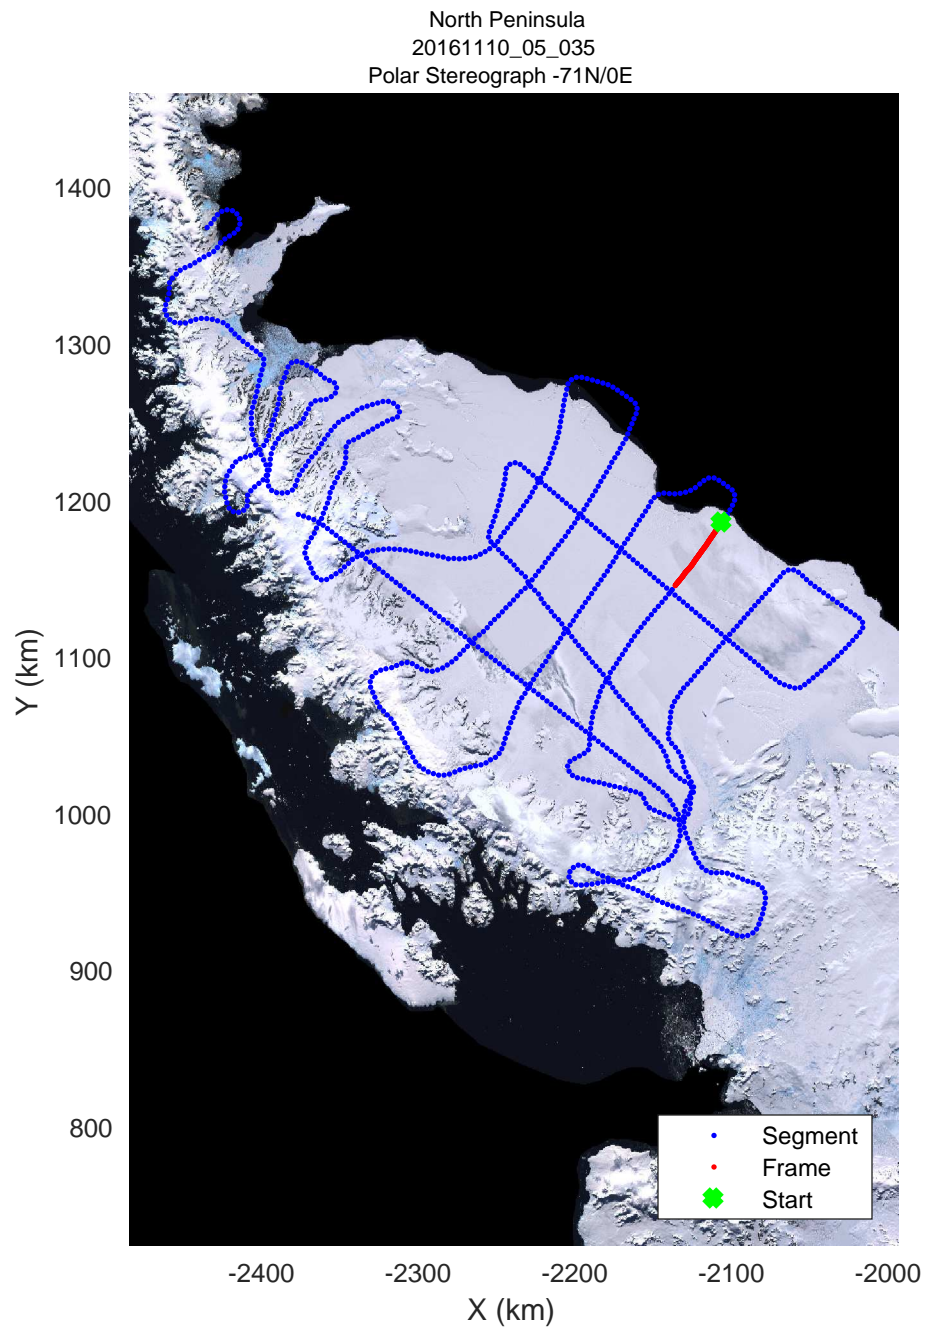 North Peninsula
20161110_05_035
Polar Stereograph -71N/0E
1400
1300
1200
1100
1000
900
800
Y (km)
Segment
Frame
Start
-2400
-2300
-2200
-2100
-2000
X (km)